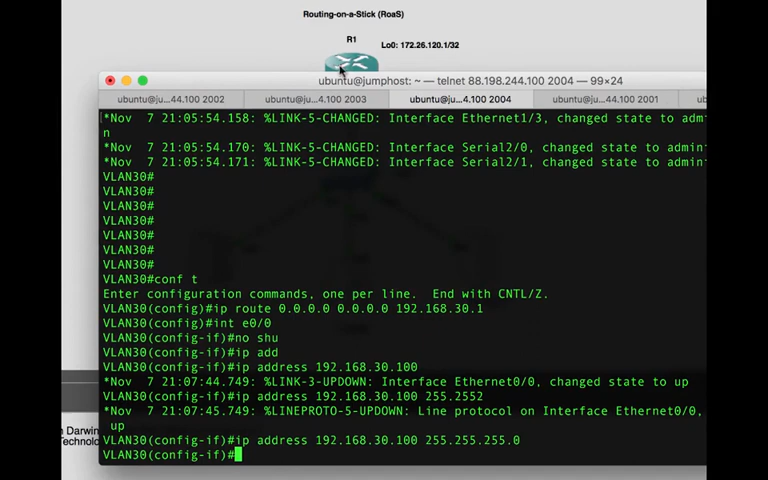 Routing-on-a-Stick (RoaS)
R1
Lo0: 172.26.120.1/32
ubuntu@jumphost: ~ — telnet 88.198.244.100 2004 — 99×24
ubuntu@ju...44.100 2002 ubuntu@ju...4.100 2003 ubuntu@ju...4.100 2004 ubuntu@ju...44.100 2001
*Nov  7 21:05:54.158: %LINK-5-CHANGED: Interface Ethernet1/3, changed state to admi
n
*Nov  7 21:05:54.170: %LINK-5-CHANGED: Interface Serial2/0, changed state to admin
*Nov  7 21:05:54.171: %LINK-5-CHANGED: Interface Serial2/1, changed state to admin
VLAN30#
VLAN30#
VLAN30#
VLAN30#
VLAN30#
VLAN30#
VLAN30#
VLAN30#conf t
Enter configuration commands, one per line.  End with CNTL/Z.
VLAN30(config)#ip route 0.0.0.0 0.0.0.0 192.168.30.1
VLAN30(config)#int e0/0
VLAN30(config-if)#no shu
VLAN30(config-if)#ip add
VLAN30(config-if)#ip address 192.168.30.100
*Nov  7 21:07:44.749: %LINK-3-UPDOWN: Interface Ethernet0/0, changed state to up
VLAN30(config-if)#ip address 192.168.30.100 255.2552
*Nov  7 21:07:45.749: %LINEPROTO-5-UPDOWN: Line protocol on Interface Ethernet0/0,
up
VLAN30(config-if)#ip address 192.168.30.100 255.255.255.0
VLAN30(config-if)#
n Darwin
Technolo